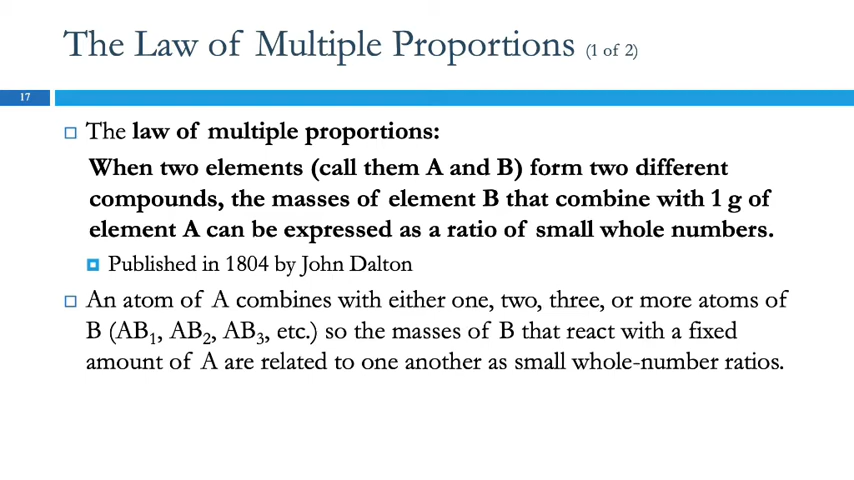 The Law of Multiple Proportions (1 of 2)
17
The law of multiple proportions:
When two elements (call them A and B) form two different
compounds, the masses of element B that combine with 1 g of
element A can be expressed as a ratio of small whole numbers.
Published in 1804 by John Dalton
An atom of A combines with either one, two, three, or more atoms of
B (AB₁, AB₂, AB₃, etc.) so the masses of B that react with a fixed
amount of A are related to one another as small whole-number ratios.